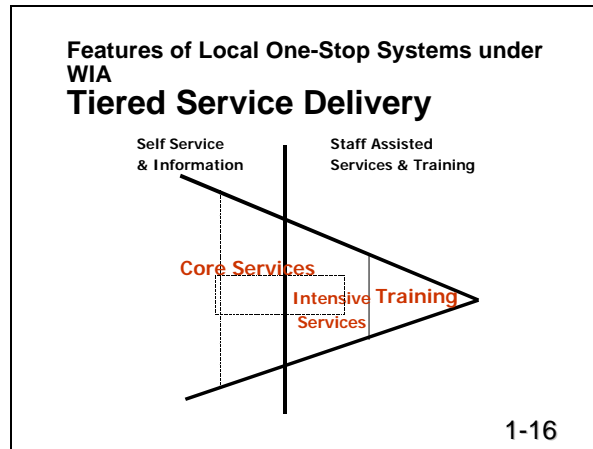 Features of Local One-Stop Systems under
WIA
Tiered Service Delivery
Self Service
& Information
Staff Assisted
Services & Training
Core Services
Intensive Training
Services
1-16